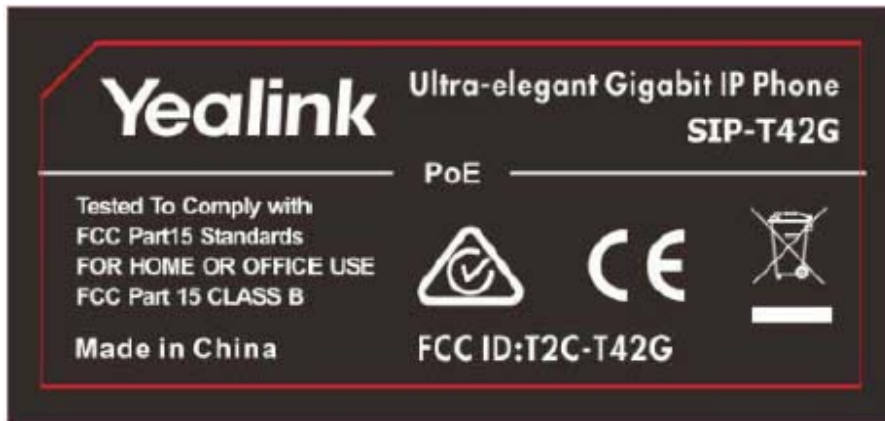 Yealink
Ultra-elegant Gigabit IP Phone
SIP-T42G
PoE
Tested To Comply with
FCC Part15 Standards
FOR HOME OR OFFICE USE
FCC Part 15 CLASS B
CE
Made in China
FCC ID:T2C-T42G